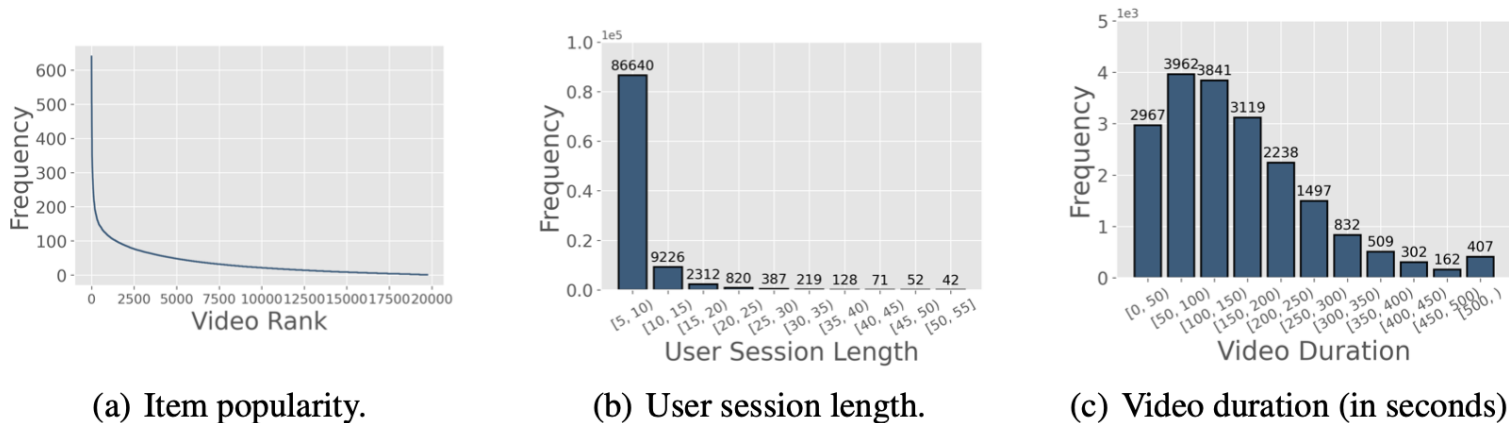 600
500
400
300
200
100
0
Frequency
0 2500 5000 7500 10000 12500 15000 17500 20000
Video Rank
(a) Item popularity.
1e5
1.0
0.8
0.6
0.4
0.2
0.0
Frequency
86640 9226 2312 820 387 219 128 71 52 42
[5, 10) [10, 15) [15, 20) [20, 25) [25, 30) [30, 35) [35, 40) [40, 45) [45, 50) [50, 55]
User Session Length
(b) User session length.
1e3
5
4
3
2
1
0
Frequency
2967 3962 3841 3119 2238 1497 832 509 302 162 407
[0, 50) [50, 100) [100, 150) [150, 200) [200, 250) [250, 300) [300, 350) [350, 400) [400, 450) [450, 500) [500, )
Video Duration
(c) Video duration (in seconds)